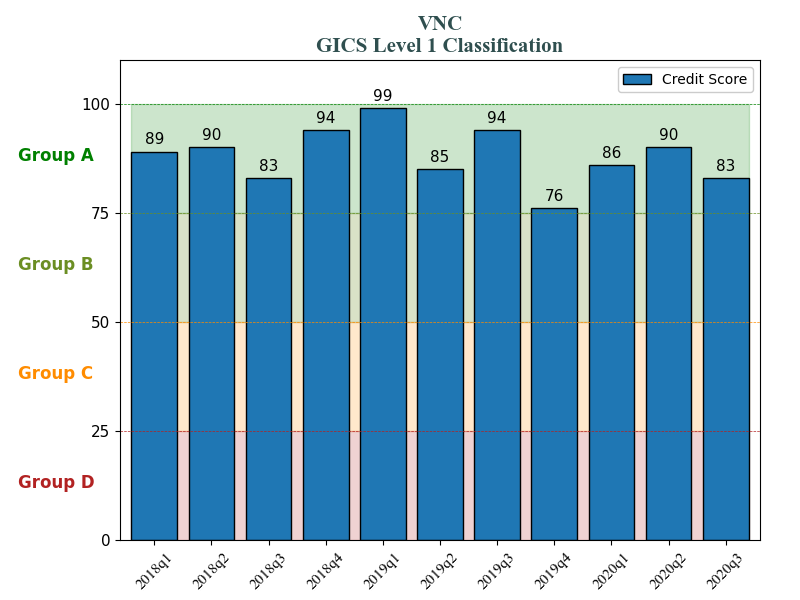 VNC
GICS Level 1 Classification
Credit Score
100
75
50
25
0
Group A
Group B
Group C
Group D
89
90
83
94
99
85
94
76
86
90
83
2018q1
2018q2
2018q3
2018q4
2019q1
2019q2
2019q3
2019q4
2020q1
2020q2
2020q3